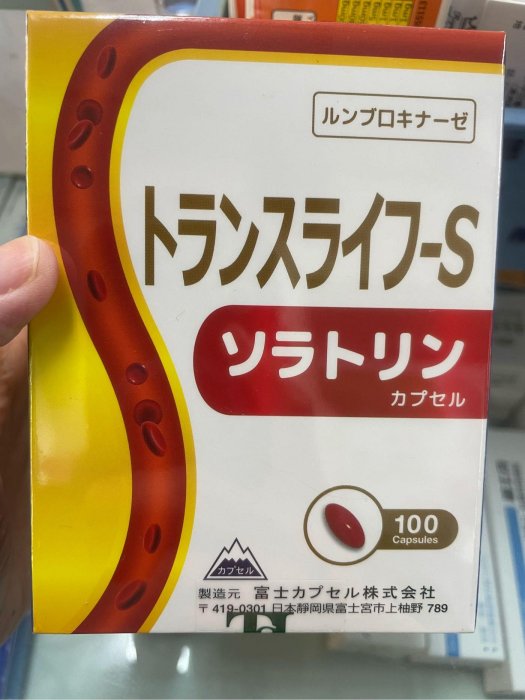 ルンブロキナーゼ
トランスライフ-S
ソラトリン
カプセル
100
Capsules
カプセル
製造元 富士カプセル株式会社
〒419-0301 日本靜岡県富士宮市上柚野 789